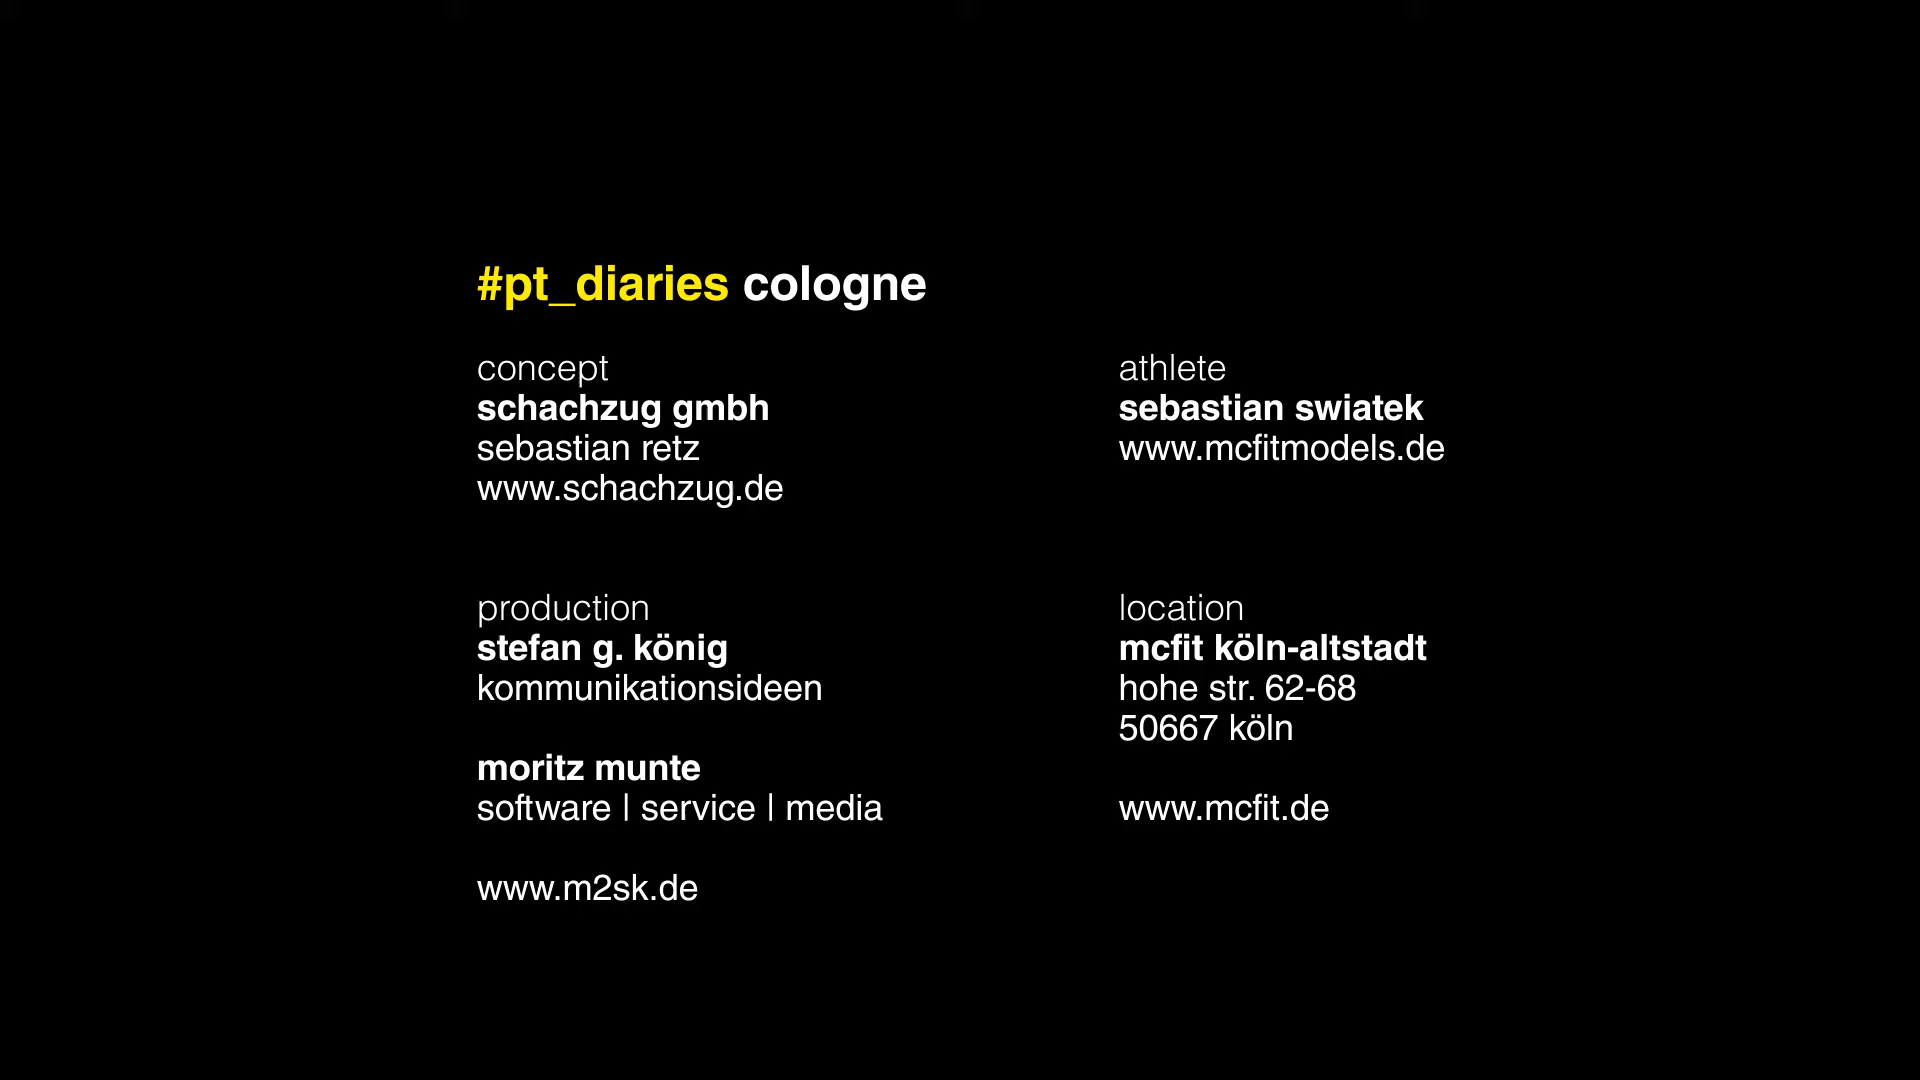 #pt_diaries cologne
concept
schachzug gmbh
sebastian retz
www.schachzug.de
athlete
sebastian swiatek
www.mcfitmodels.de
production
stefan g. könig
kommunikationsideen
moritz munte
software | service | media
www.m2sk.de
location
mcfit köln-altstadt
hohe str. 62-68
50667 köln
www.mcfit.de